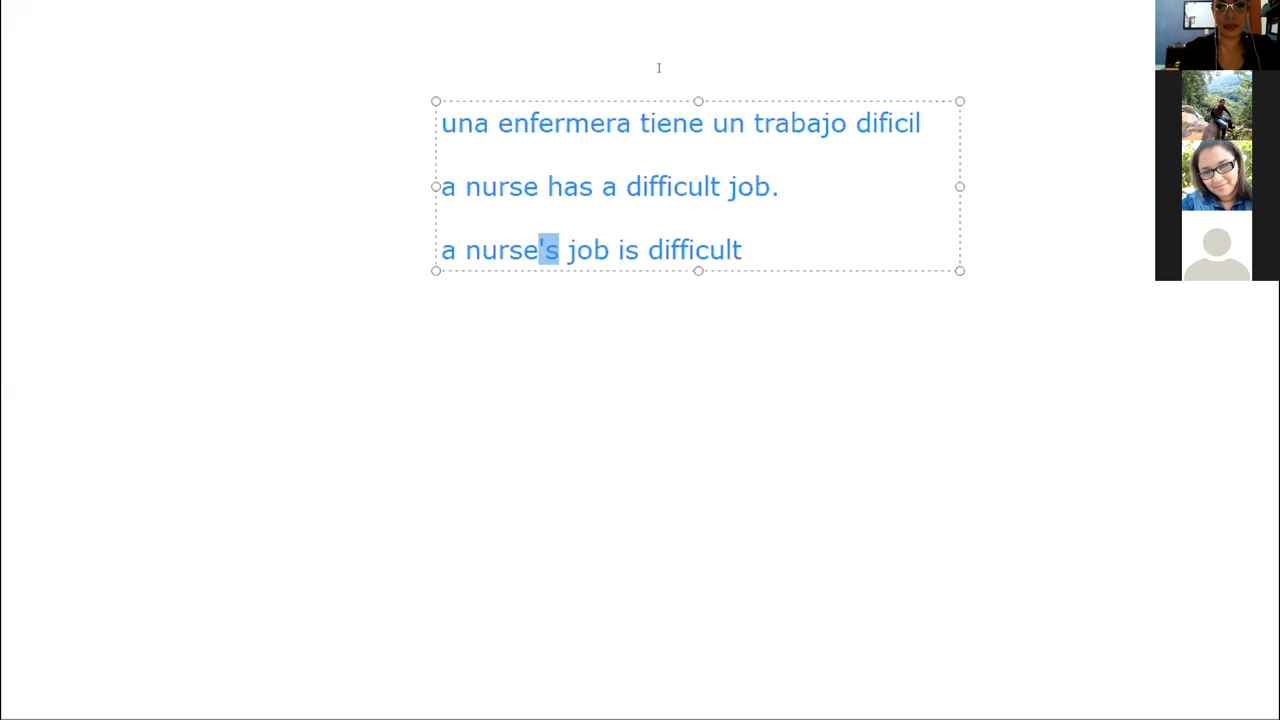 una enfermera tiene un trabajo dificil
a nurse has a difficult job.
a nurse's job is difficult